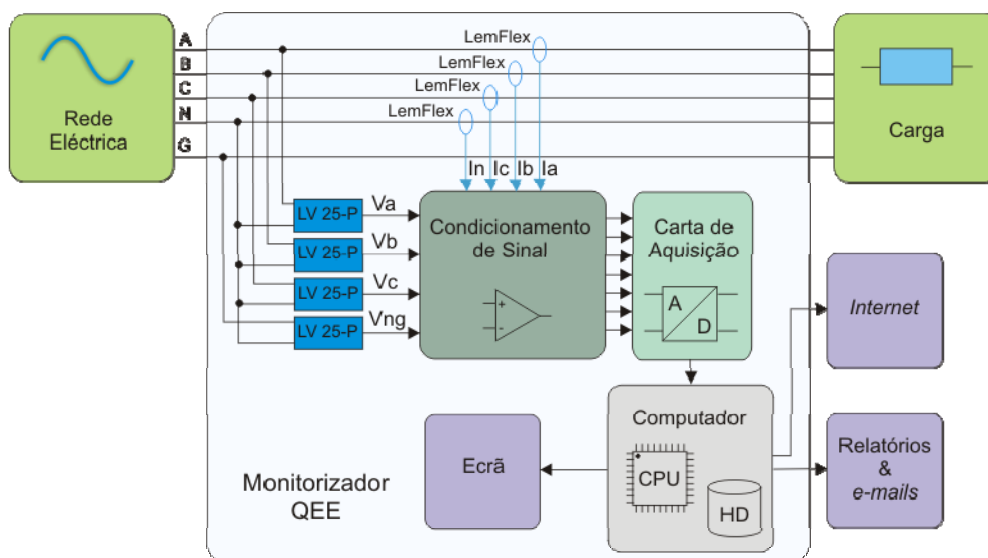 Rede
Eléctrica
A
B
C
N
G
LemFlex
LemFlex
LemFlex
LemFlex
In
Ic
Ib
Ia
Carga
LV 25-P
Va
LV 25-P
Vb
LV 25-P
Vc
LV 25-P
Vng
Condicionamento
de Sinal
+
-
Carta de
Aquisição
A
D
Internet
Computador
CPU
HD
Ecrã
Relatórios
&
e-mails
Monitorizador
QEE